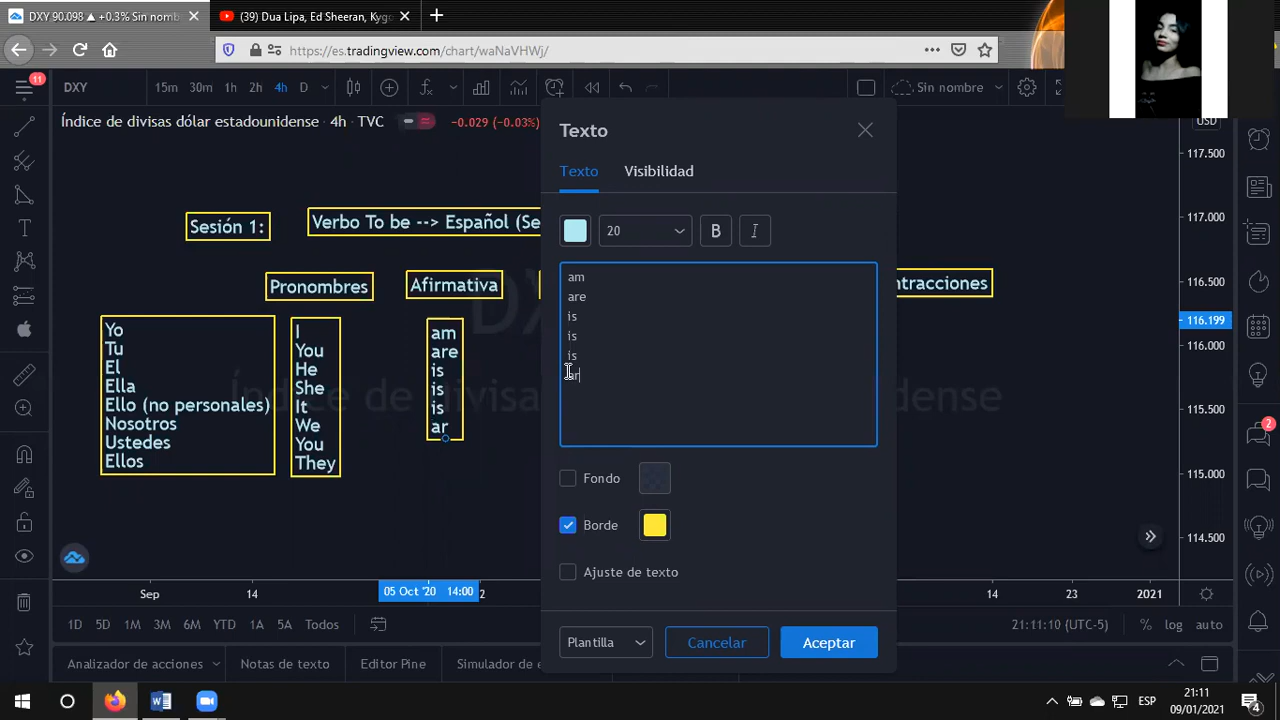 DXY 90.098 ▲ +0.3% Sin nomb
(39) Dua Lipa, Ed Sheeran, Kygo
https://es.tradingview.com/chart/waNaVHWj/
11
DXY
15m 30m 1h 2h 4h D
Sin nombre
Índice de divisas dólar estadounidense · 4h · TVC
-0.029 (-0.03%)
USD
Texto
Texto
Visibilidad
20
B
I
am
are
is
is
is
ar
Fondo
Borde
Ajuste de texto
Plantilla
Cancelar
Aceptar
Sesión 1:
Verbo To be --> Español (Se
Pronombres
Afirmativa
ntracciones
Yo
Tu
El
Ella
Ello (no personales)
Nosotros
Ustedes
Ellos
I
You
He
She
It
We
You
They
am
are
is
is
is
ar
117.500
117.000
116.500
116.199
116.000
115.500
115.000
114.500
2
Sep
14
05 Oct '20 14:00
2
14
23
2021
1D 5D 1M 3M 6M YTD 1A 5A Todos
21:11:10 (UTC-5)
% log auto
Analizador de acciones
Notas de texto
Editor Pine
Simulador de e
ESP
21:11
09/01/2021
4